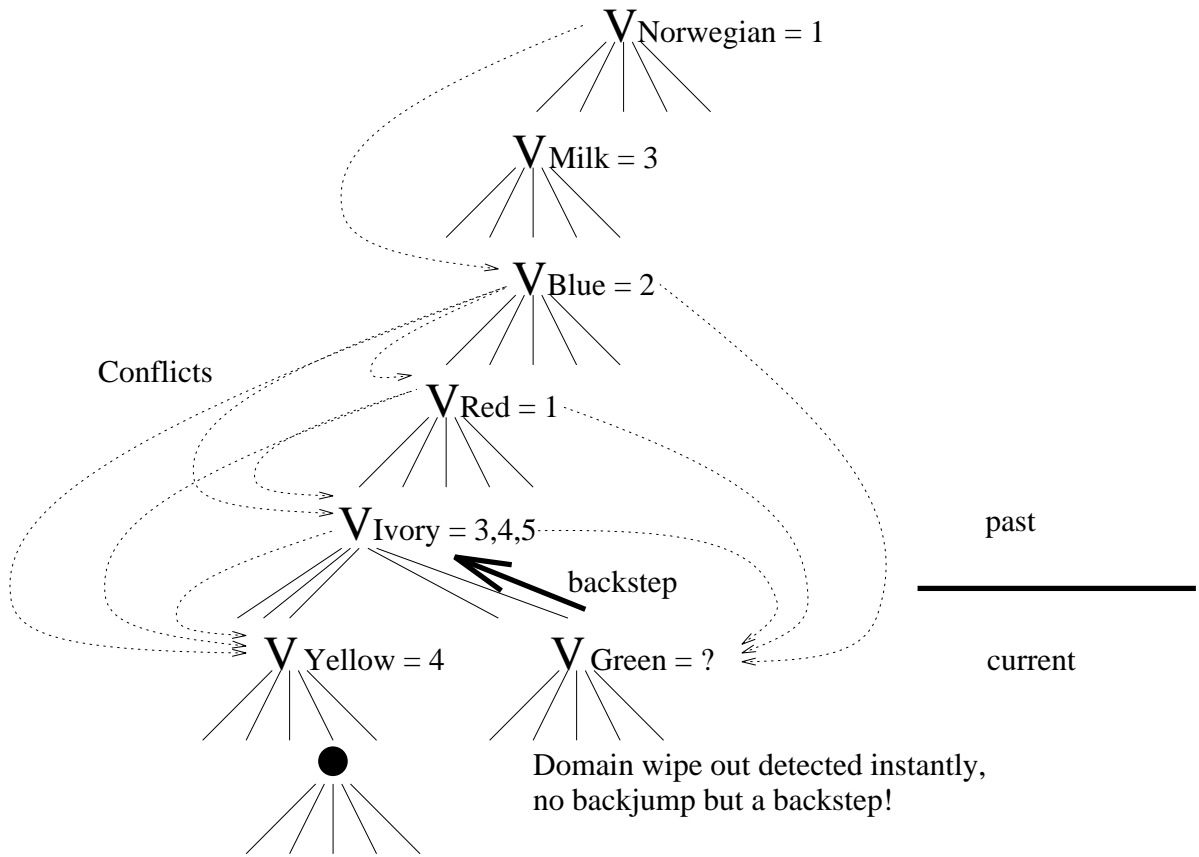 V Norwegian = 1
V Milk = 3
V Blue = 2
Conflicts
V Red = 1
V Ivory = 3,4,5
past
backstep
V Yellow = 4
V Green = ?
current
Domain wipe out detected instantly,
no backjump but a backstep!